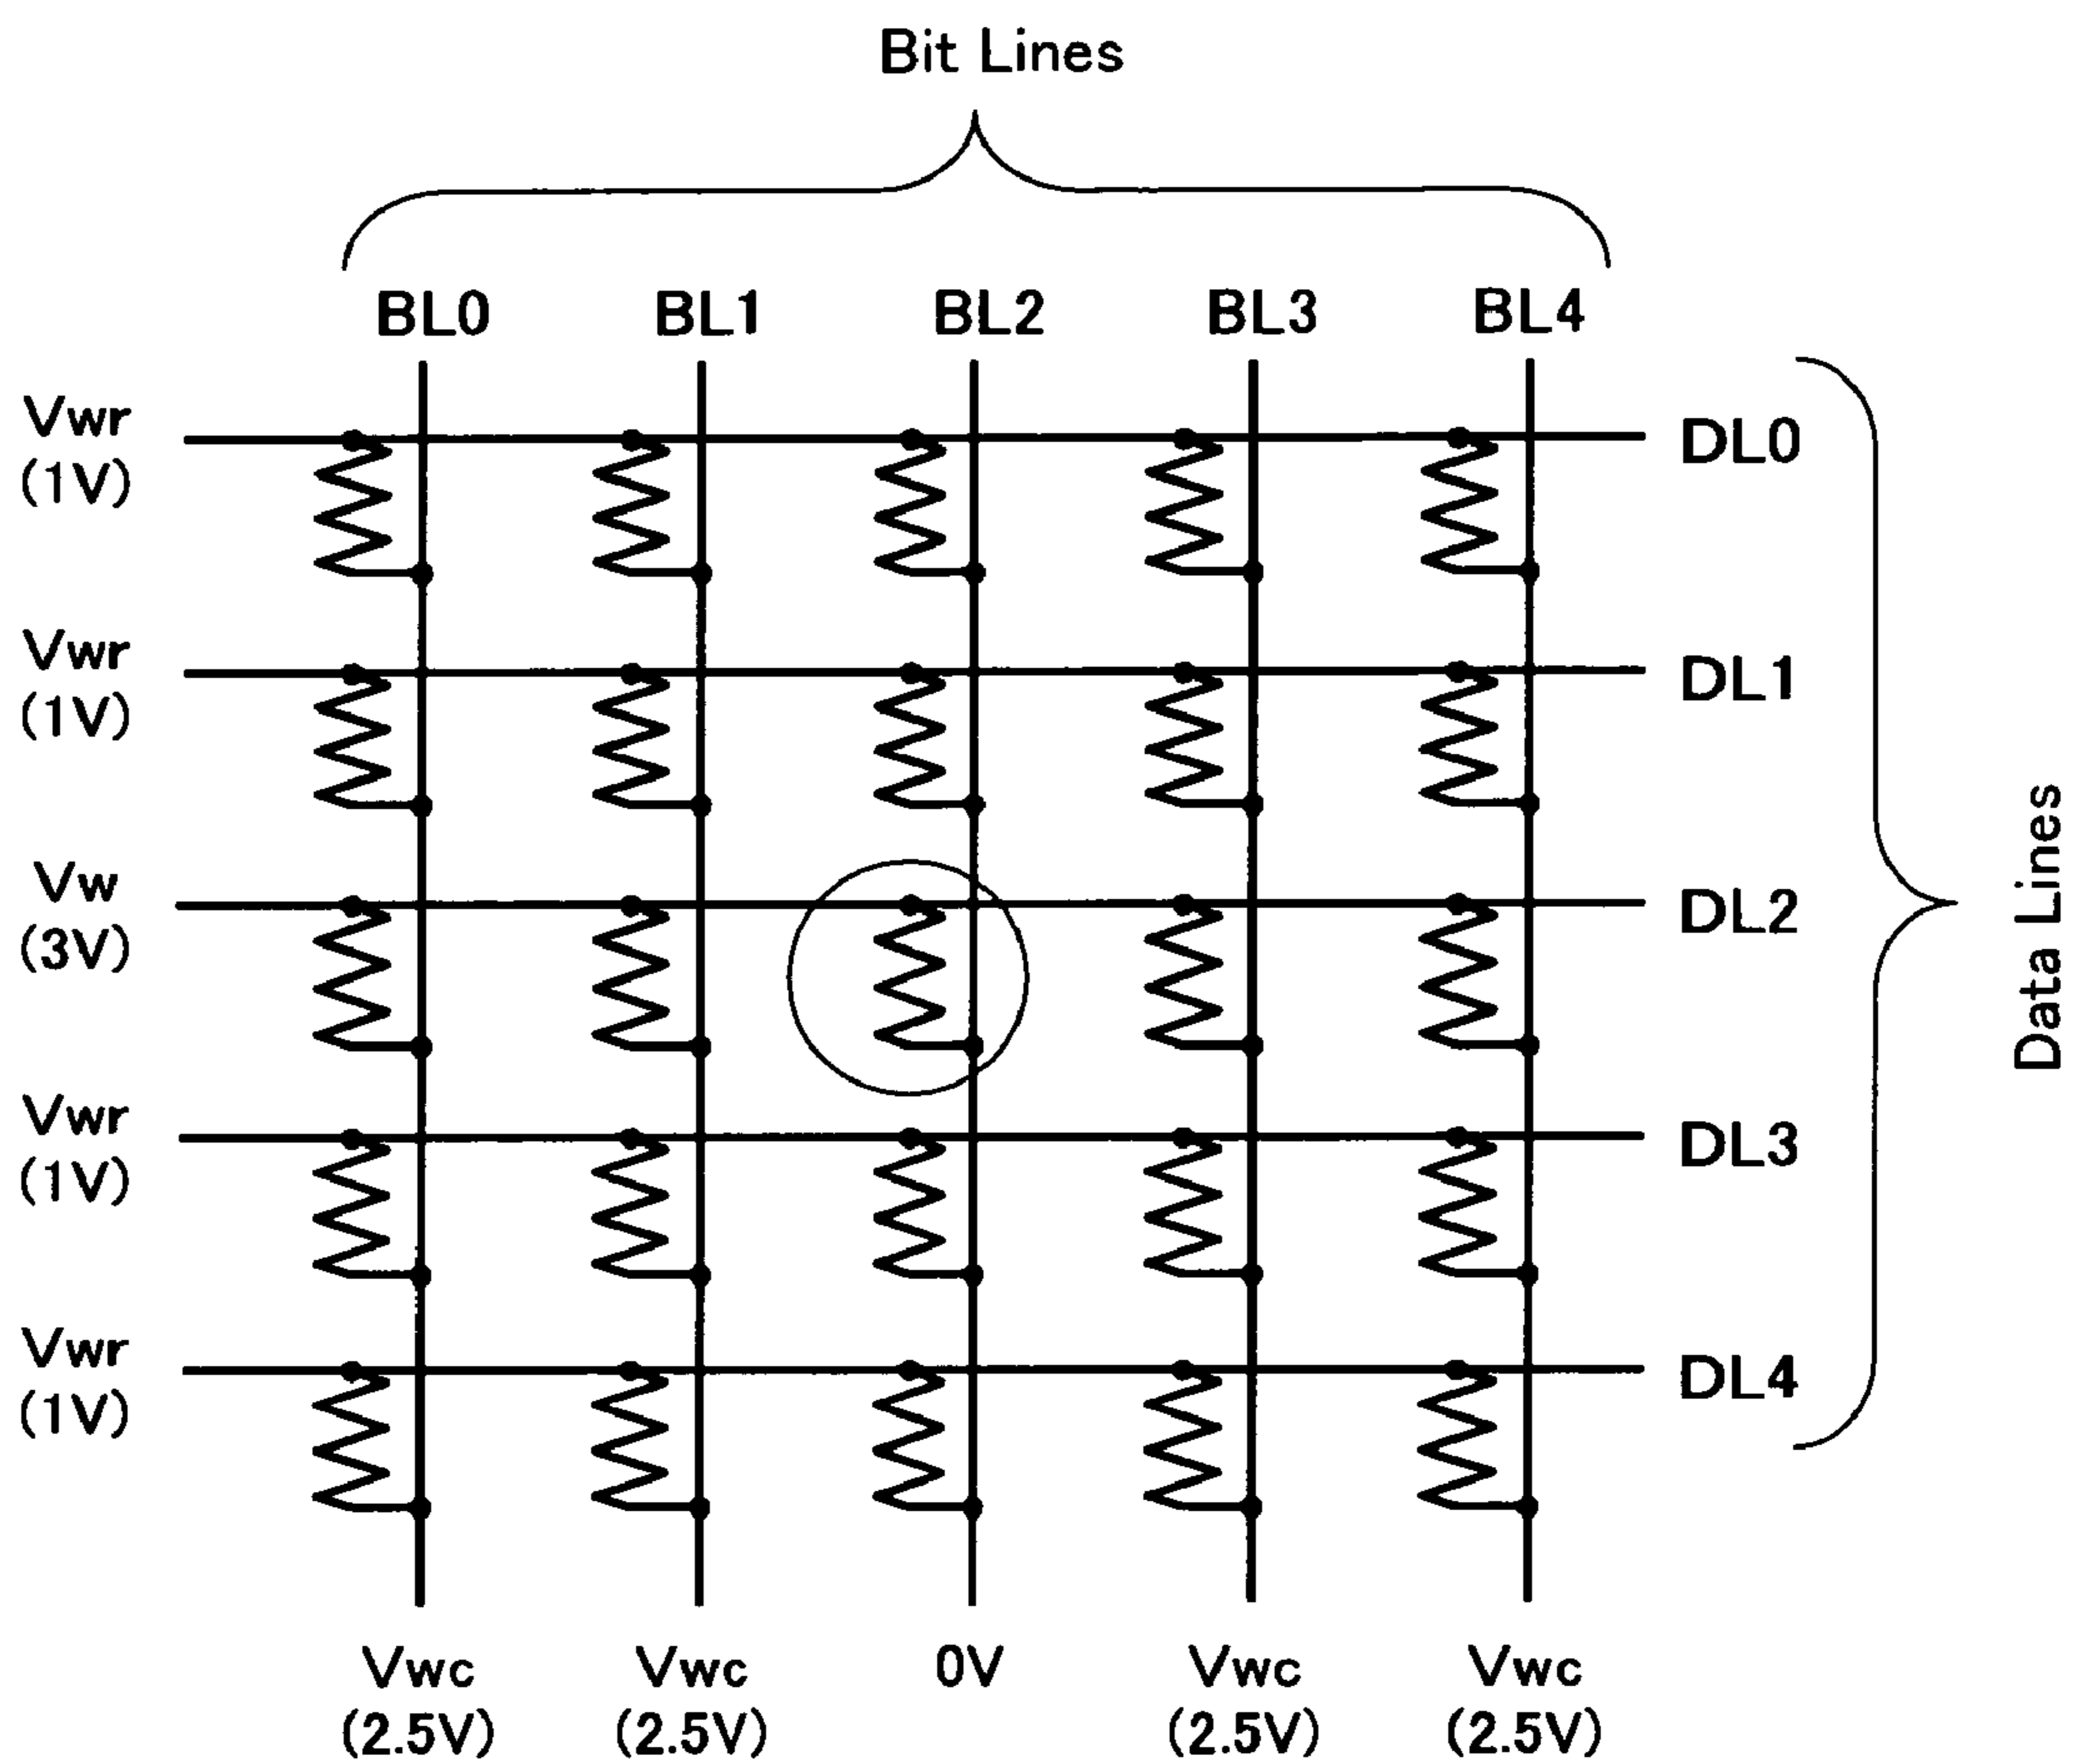 Bit Lines
BL0 BL1 BL2 BL3 BL4
Vwr
(1V)
DL0
Vwr
(1V)
DL1
Vw
(3V)
DL2
Vwr
(1V)
DL3
Vwr
(1V)
DL4
Data Lines
Vwc Vwc 0V Vwc Vwc
(2.5V) (2.5V) (2.5V) (2.5V)